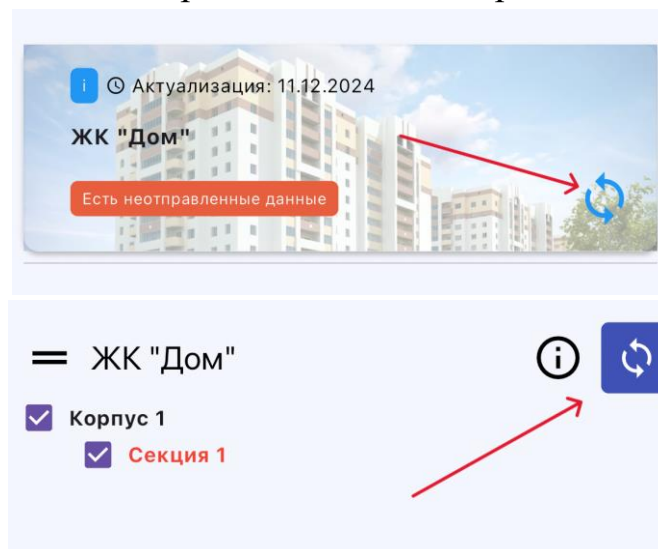 i Актуализация: 11.12.2024
ЖК "Дом"
Есть неотправленные данные
ЖК "Дом"
Корпус 1
Секция 1